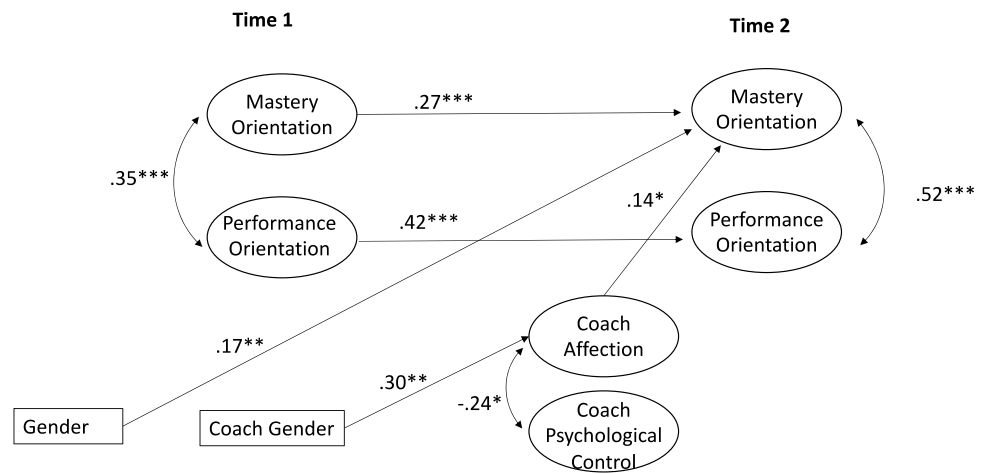 Time 1
Time 2
Mastery
Orientation
.27***
Mastery
Orientation
.35***
.52***
Performance
Orientation
.42***
.14*
Performance
Orientation
.17**
Coach
Affection
.30**
-.24*
Gender
Coach Gender
Coach
Psychological
Control